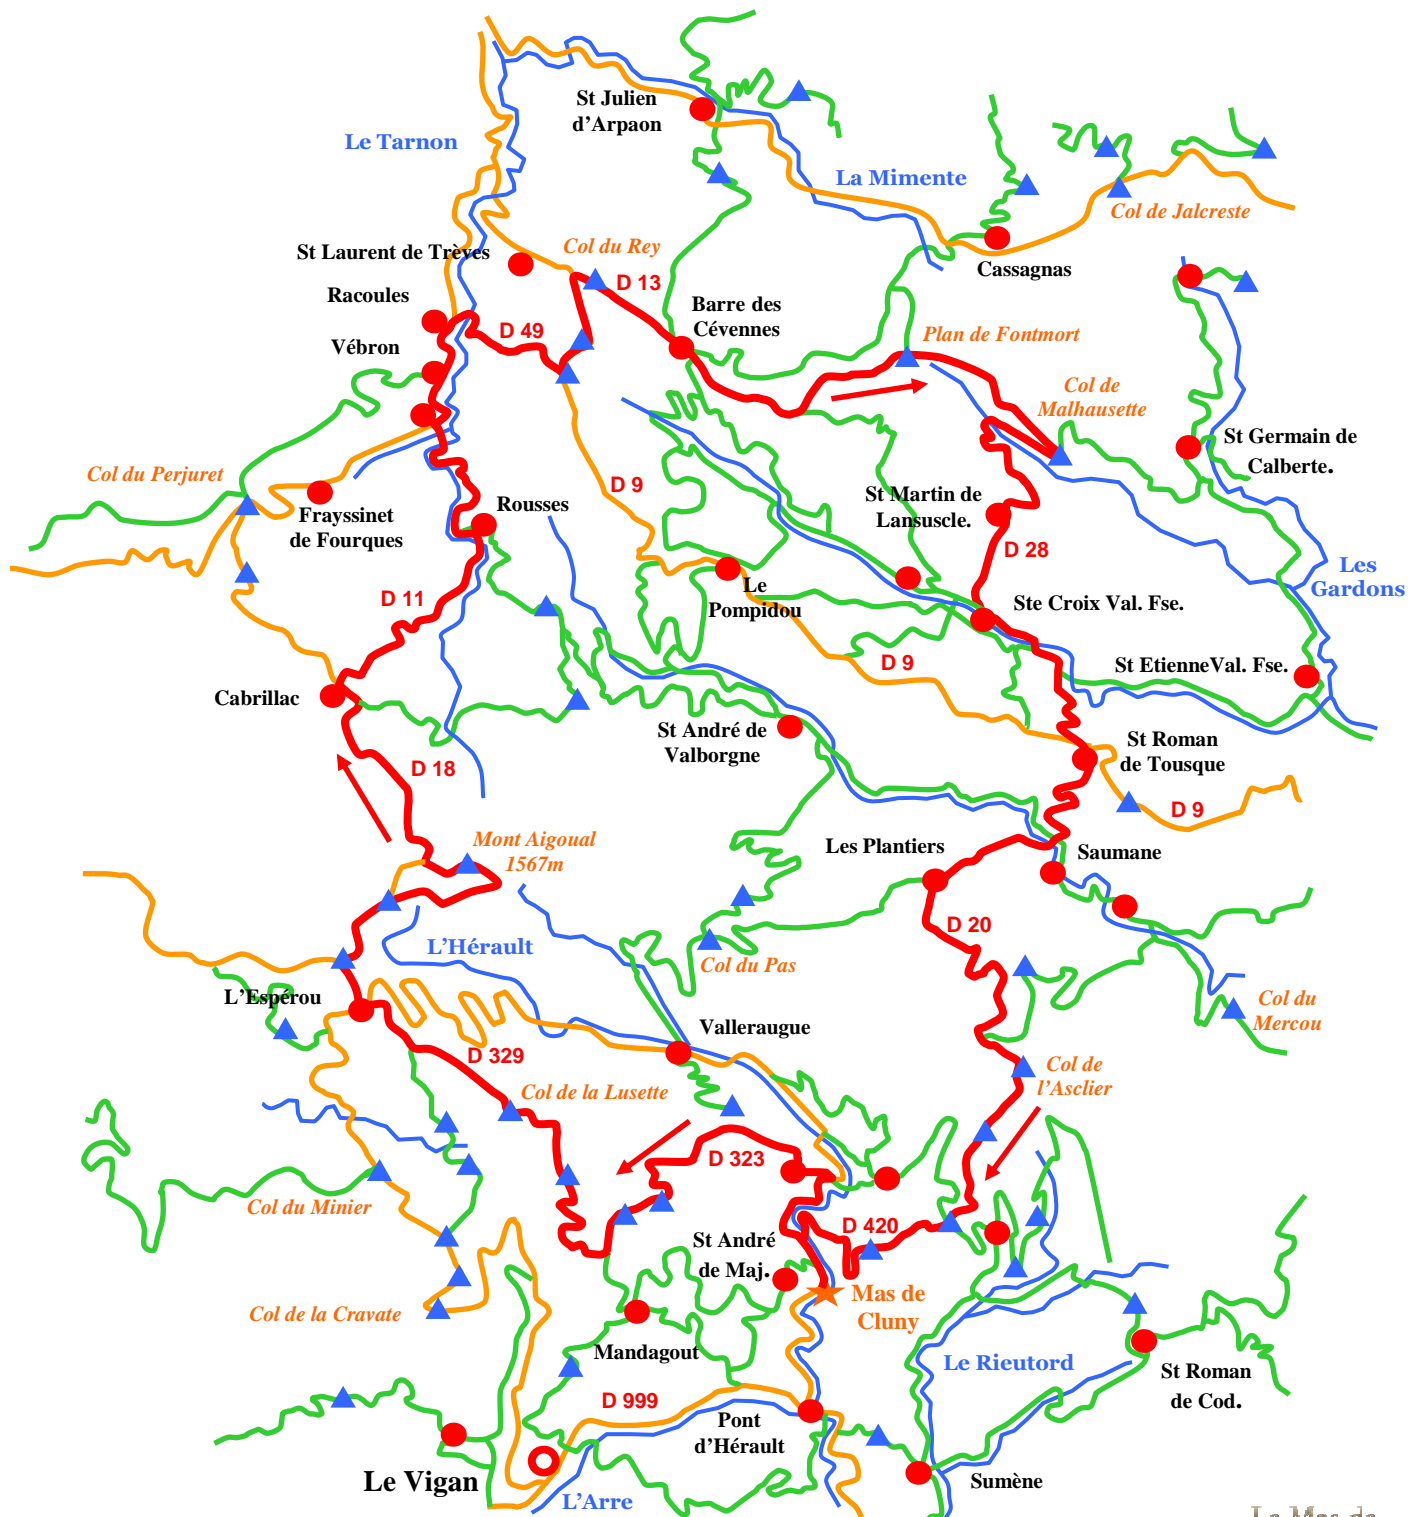 St Julien
d'Arpaon
Le Tarnon
La Mimente
Col de Jalcreste
St Laurent de Trèves
Col du Rey
Cassagnas
D 13
Racoules
Barre des
Cévennes
D 49
Plan de Fontmort
Vébron
Col de
Malhausette
St Germain de
Calberte.
Col du Perjuret
D 9
St Martin de
Lansuscle.
Rousses
Frayssinet
de Fourques
D 28
Les
Gardons
Le
Pompidou
D 11
Ste Croix Val. Fse.
D 9
St EtienneVal. Fse.
Cabrillac
St André de
Valborgne
St Roman
de Tousque
D 18
D 9
Mont Aigoual
1567m
Les Plantiers
Saumane
D 20
L'Hérault
Col du Pas
L'Espérou
Col du
Mercou
Valleraugue
D 329
Col de
l'Asclier
Col de la Lusette
D 323
Col du Minier
D 420
St André
de Maj.
Mas de
Cluny
Col de la Cravate
Mandagout
Le Rieutord
St Roman
de Cod.
D 999
Pont
d'Hérault
Le Vigan
Sumène
L'Arre
Le Mas de